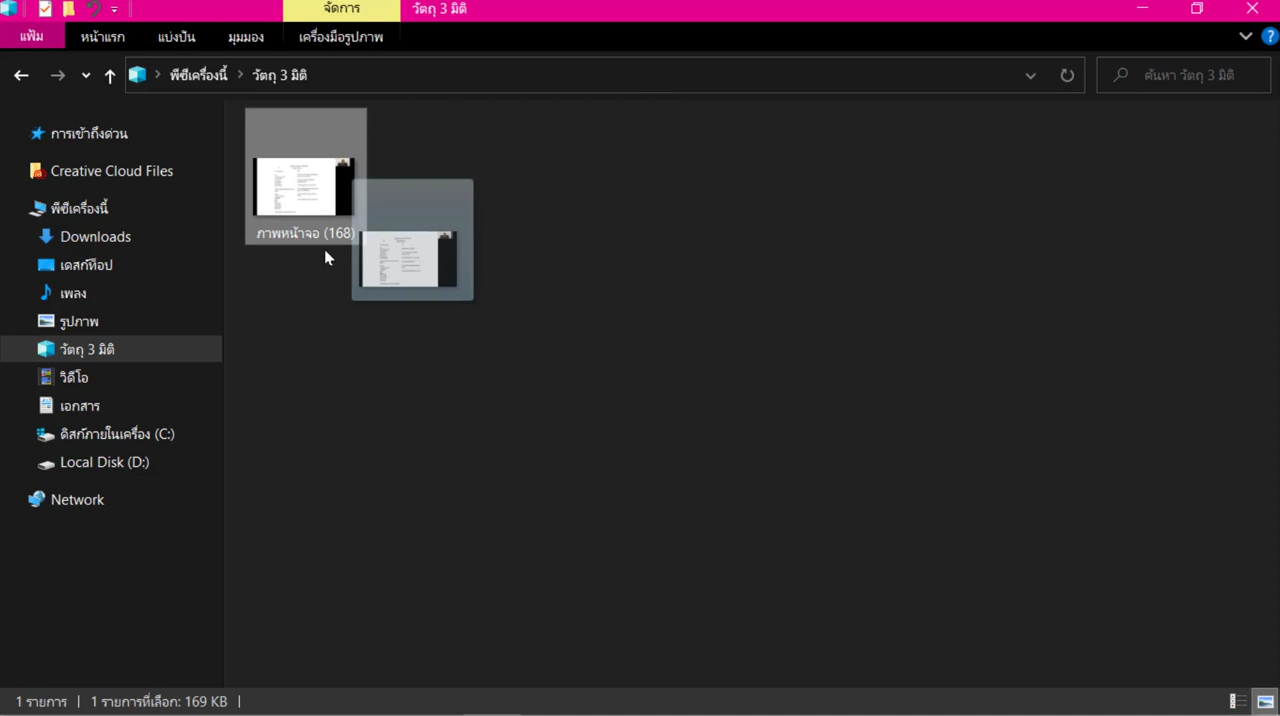 จัดการ
วัตถุ 3 มิติ
แฟ้ม
หน้าแรก
แบ่งปัน
มุมมอง
เครื่องมือรูปภาพ
พีซีเครื่องนี้
วัตถุ 3 มิติ
ค้นหา วัตถุ 3 มิติ
การเข้าถึงด่วน
Creative Cloud Files
พีซีเครื่องนี้
Downloads
เดสก์ท็อป
เพลง
รูปภาพ
วัตถุ 3 มิติ
วิดีโอ
เอกสาร
ดิสก์ภายในเครื่อง (C:)
Local Disk (D:)
Network
ภาพหน้าจอ (168)
1 รายการ
1 รายการที่เลือก: 169 KB